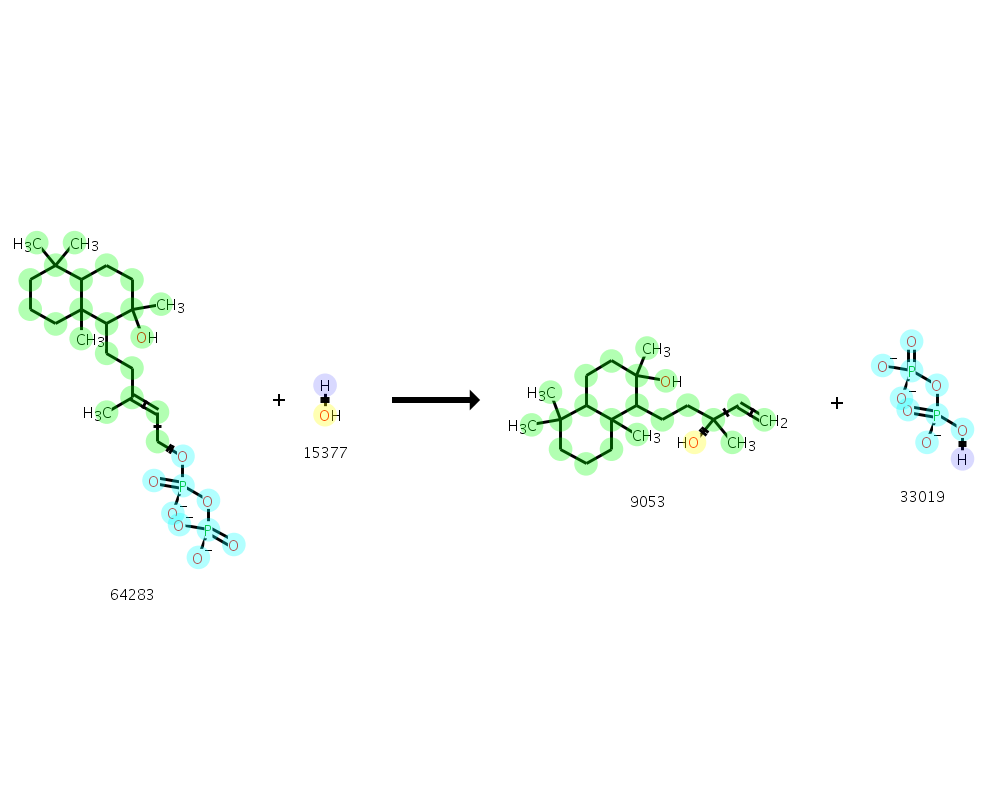 H3C CH3
CH3
OH
CH3
H3C
O
O P O
O−
O− P O
O−
64283
+
H
OH
15377
CH3
OH
H3C
H3C
CH3
HO CH3
CH2
9053
+
O
O− P O
O−
O P O
O−
H
33019